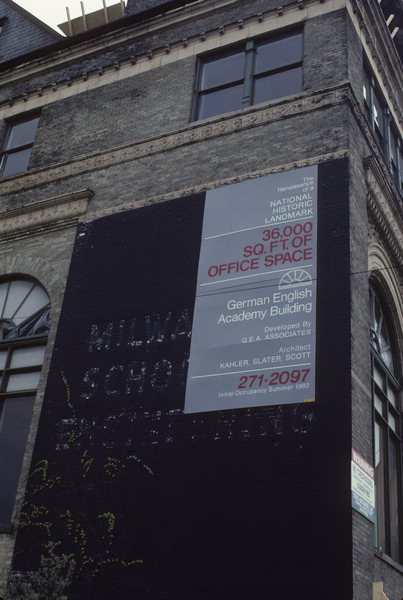 The
Renaissance
of a
NATIONAL
HISTORIC
LANDMARK
36,000
SQ. FT. OF
OFFICE SPACE
German English
Academy Building
Developed By
G.E.A. ASSOCIATES
Architect
KAHLER, SLATER, SCOTT
271-2097
Initial Occupancy Summer 1982
MILWA
SCHO